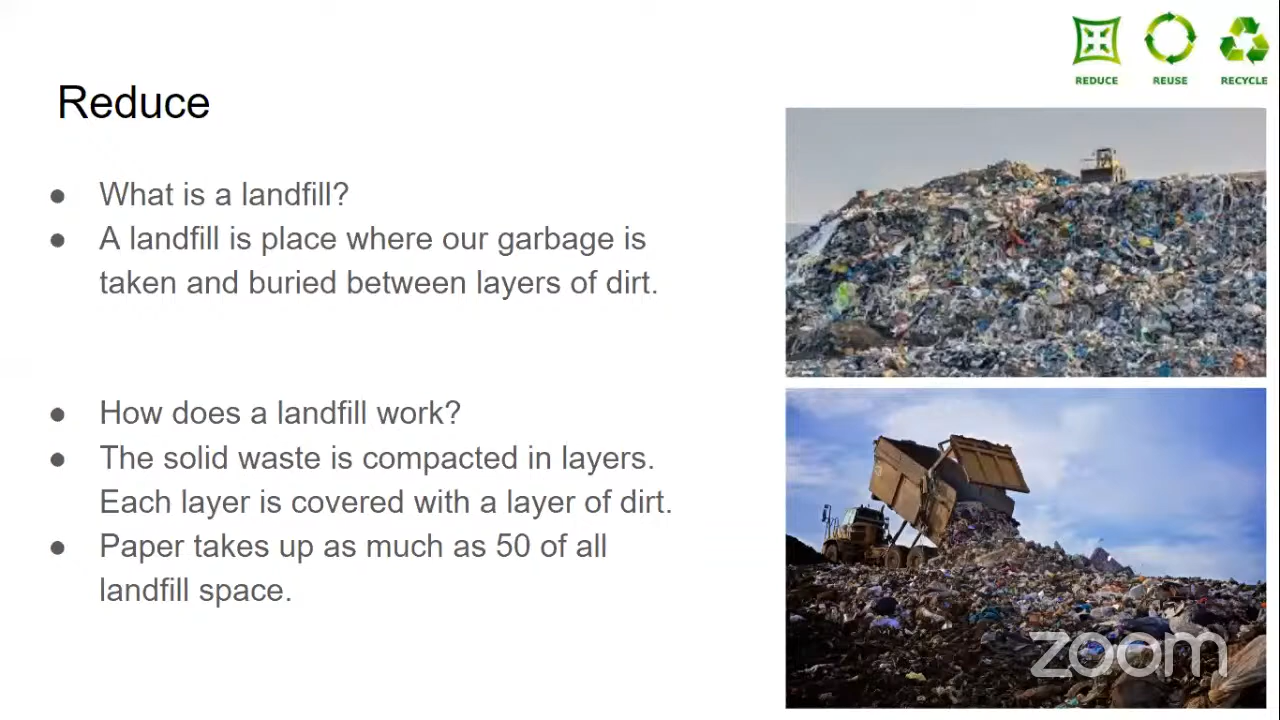 REDUCE REUSE RECYCLE
Reduce
What is a landfill?
A landfill is place where our garbage is
taken and buried between layers of dirt.
How does a landfill work?
The solid waste is compacted in layers.
Each layer is covered with a layer of dirt.
Paper takes up as much as 50 of all
landfill space.
zoom